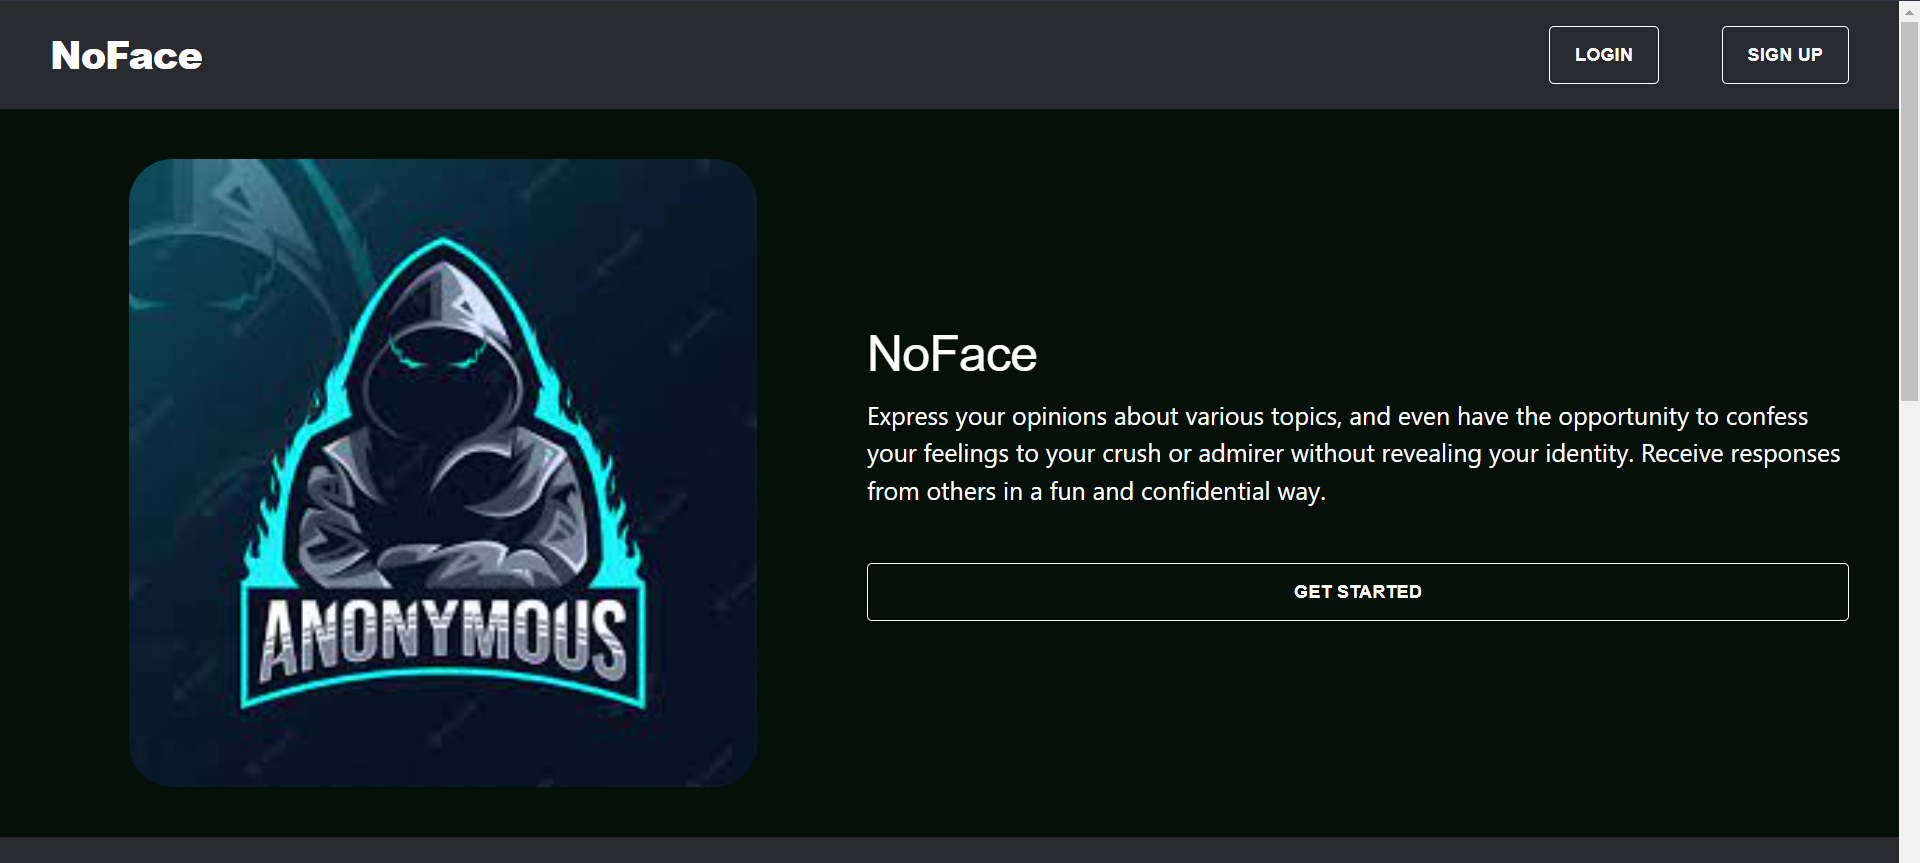 NoFace
LOGIN
SIGN UP
ANONYMOUS
NoFace
Express your opinions about various topics, and even have the opportunity to confess
your feelings to your crush or admirer without revealing your identity. Receive responses
from others in a fun and confidential way.
GET STARTED